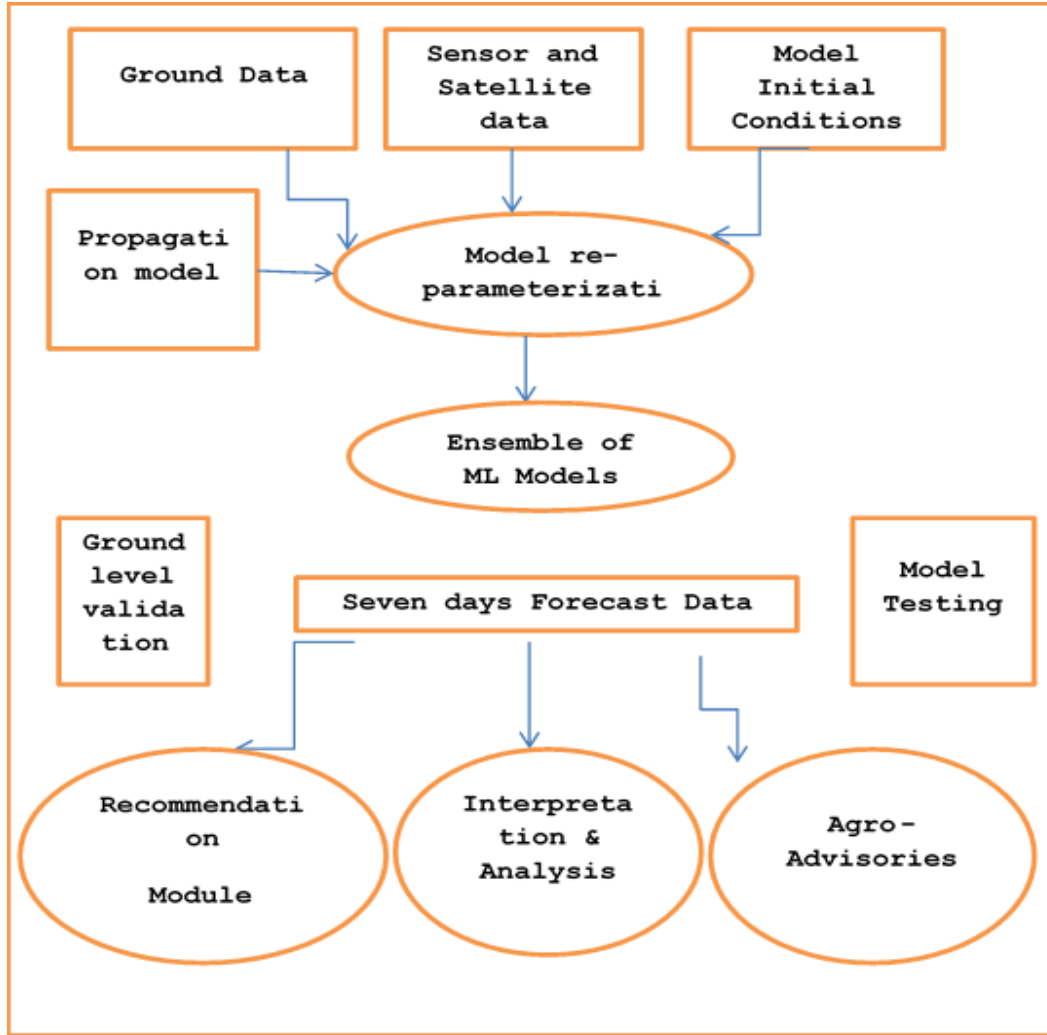 Ground Data
Sensor and
Satellite
data
Model
Initial
Conditions
Propagati
on model
Model re-
parameterizati
Ensemble of
ML Models
Ground
level
valida
tion
Seven days Forecast Data
Model
Testing
Recommendati
on
Module
Interpreta
tion &
Analysis
Agro-
Advisories